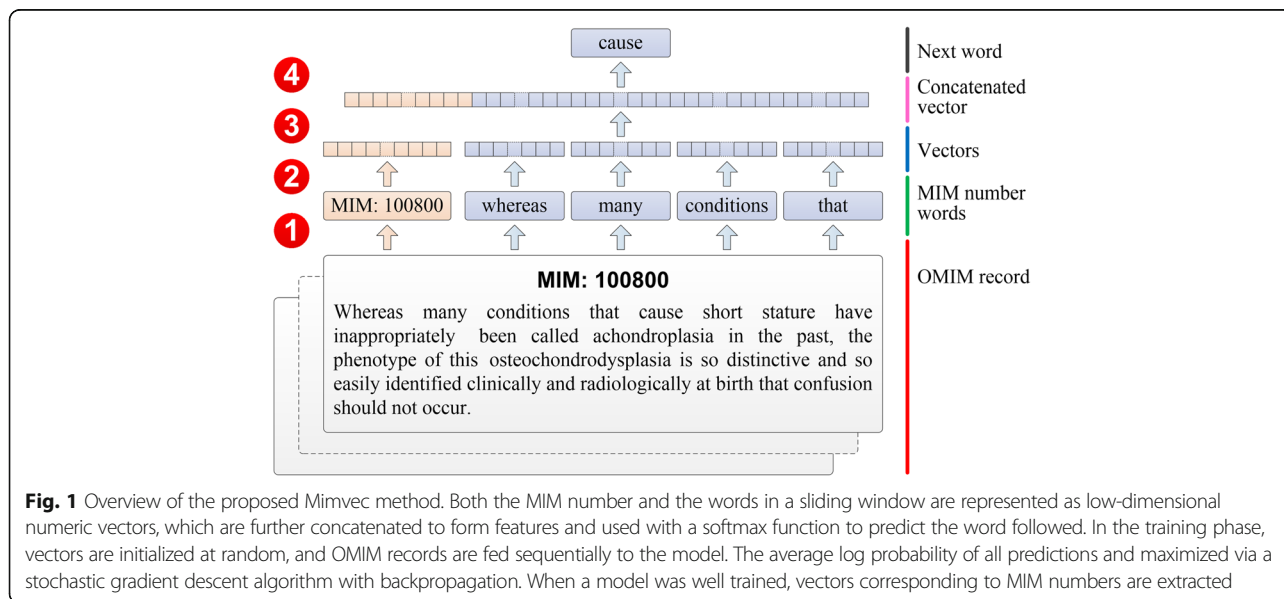 cause
Next word
4
Concatenated
vector
3
Vectors
2
MIM: 100800 whereas many conditions that
MIM number
words
1
OMIM record
MIM: 100800
Whereas many conditions that cause short stature have
inappropriately been called achondroplasia in the past, the
phenotype of this osteochondrodysplasia is so distinctive and so
easily identified clinically and radiologically at birth that confusion
should not occur.
Fig. 1 Overview of the proposed Mimvec method. Both the MIM number and the words in a sliding window are represented as low-dimensional
numeric vectors, which are further concatenated to form features and used with a softmax function to predict the word followed. In the training phase,
vectors are initialized at random, and OMIM records are fed sequentially to the model. The average log probability of all predictions and maximized via a
stochastic gradient descent algorithm with backpropagation. When a model was well trained, vectors corresponding to MIM numbers are extracted